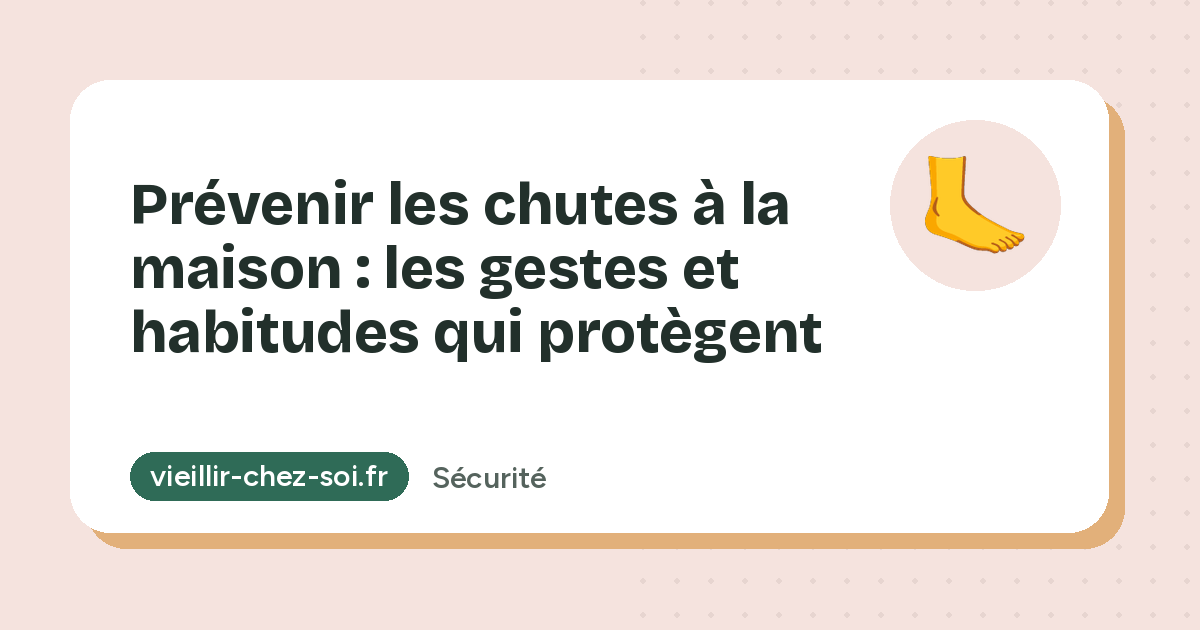 Prévenir les chutes à la
maison : les gestes et
habitudes qui protègent
vieillir-chez-soi.fr
Sécurité